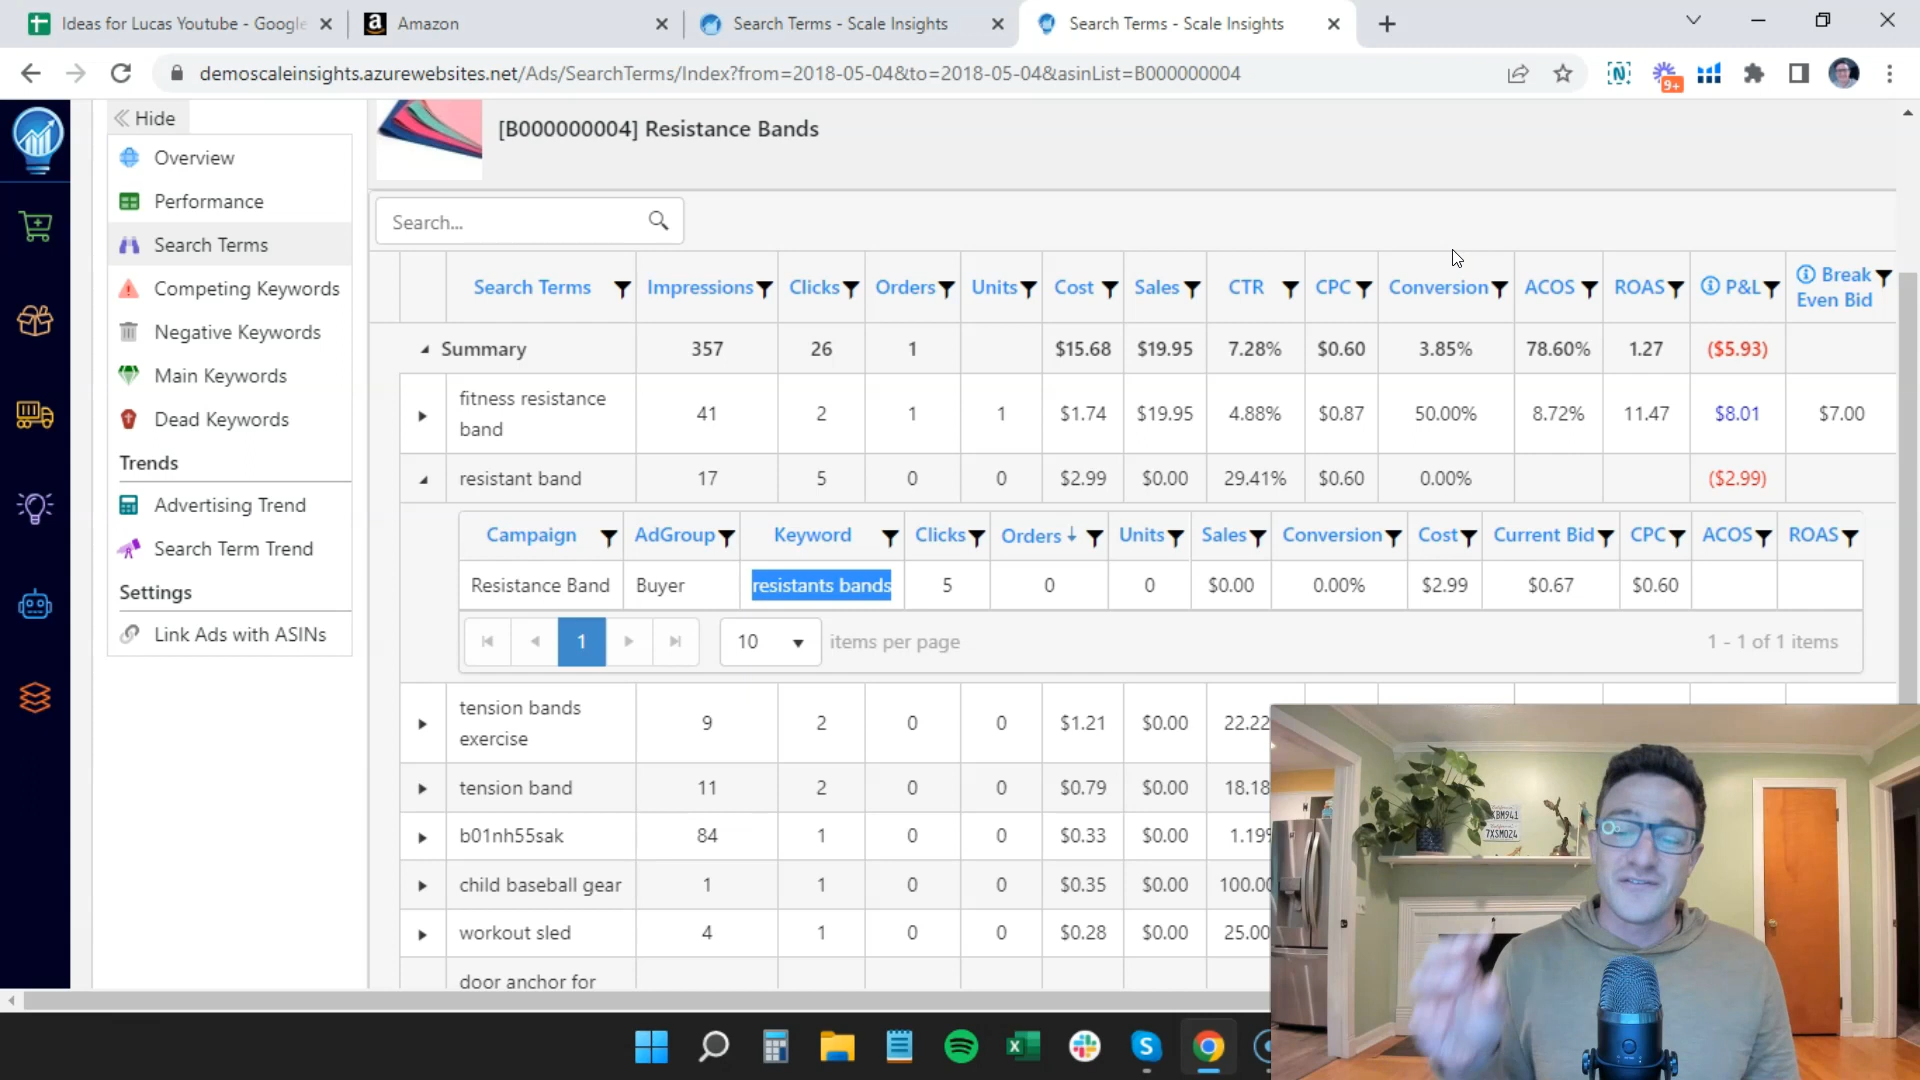 Ideas for Lucas Youtube - Google
Amazon
Search Terms - Scale Insights
Search Terms - Scale Insights
demoscaleinsights.azurewebsites.net/Ads/SearchTerms/Index?from=2018-05-04&to=2018-05-04&asinList=B000000004
9+
Hide
Overview
Performance
Search Terms
Competing Keywords
Negative Keywords
Main Keywords
Dead Keywords
Trends
Advertising Trend
Search Term Trend
Settings
Link Ads with ASINs
[B000000004] Resistance Bands
Search...
Search Terms Impressions Clicks Orders Units Cost Sales CTR CPC Conversion ACOS ROAS P&L Break Even Bid
Summary 357 26 1 $15.68 $19.95 7.28% $0.60 3.85% 78.60% 1.27 ($5.93)
fitness resistance band 41 2 1 1 $1.74 $19.95 4.88% $0.87 50.00% 8.72% 11.47 $8.01 $7.00
resistant band 17 5 0 0 $2.99 $0.00 29.41% $0.60 0.00% ($2.99)
Campaign AdGroup Keyword Clicks Orders Units Sales Conversion Cost Current Bid CPC ACOS ROAS
Resistance Band Buyer resistants bands 5 0 0 $0.00 0.00% $2.99 $0.67 $0.60
1 10 items per page 1 - 1 of 1 items
tension bands exercise 9 2 0 0 $1.21 $0.00 22.22
tension band 11 2 0 0 $0.79 $0.00 18.18
b01nh55sak 84 1 0 0 $0.33 $0.00 1.19%
child baseball gear 1 1 0 0 $0.35 $0.00 100.00
workout sled 4 1 0 0 $0.28 $0.00 25.00
door anchor for
7XSM024